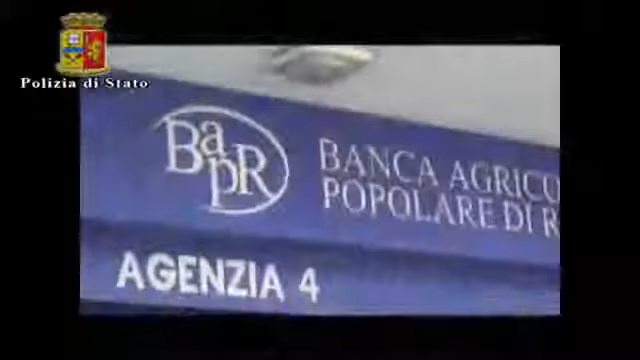 Polizia di Stato
BapR
BANCA AGRICO
POPOLARE DI R
AGENZIA 4